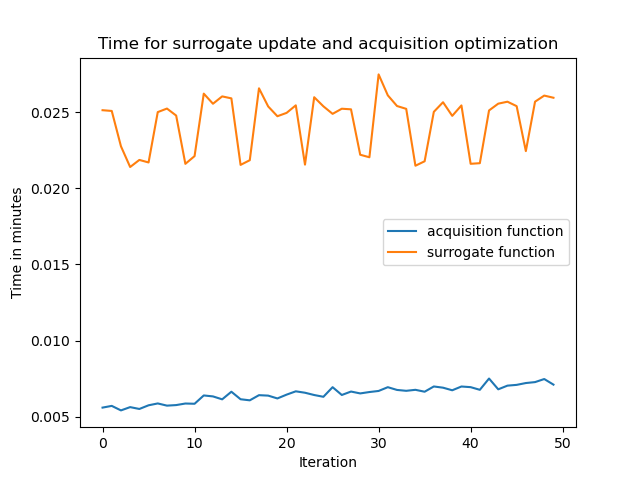 Time for surrogate update and acquisition optimization
0.025
0.020
0.015
0.010
0.005
Time in minutes
acquisition function
surrogate function
0 10 20 30 40 50
Iteration